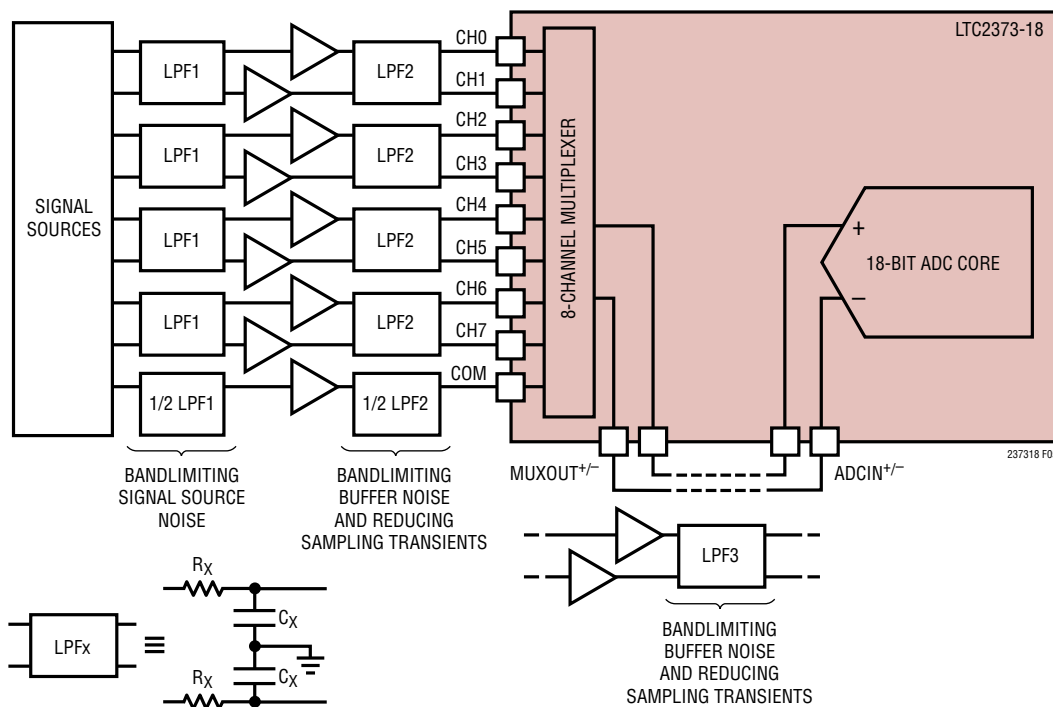 LTC2373-18
SIGNAL
SOURCES
LPF1
LPF1
LPF1
LPF1
1/2 LPF1
LPF2
LPF2
LPF2
LPF2
1/2 LPF2
CH0
CH1
CH2
CH3
CH4
CH5
CH6
CH7
COM
8-CHANNEL MULTIPLEXER
+
–
18-BIT ADC CORE
237318 F0
MUXOUT+/–
ADCIN+/–
BANDLIMITING
SIGNAL SOURCE
NOISE
BANDLIMITING
BUFFER NOISE
AND REDUCING
SAMPLING TRANSIENTS
LPF3
BANDLIMITING
BUFFER NOISE
AND REDUCING
SAMPLING TRANSIENTS
LPFx
≡
RX
CX
CX
RX